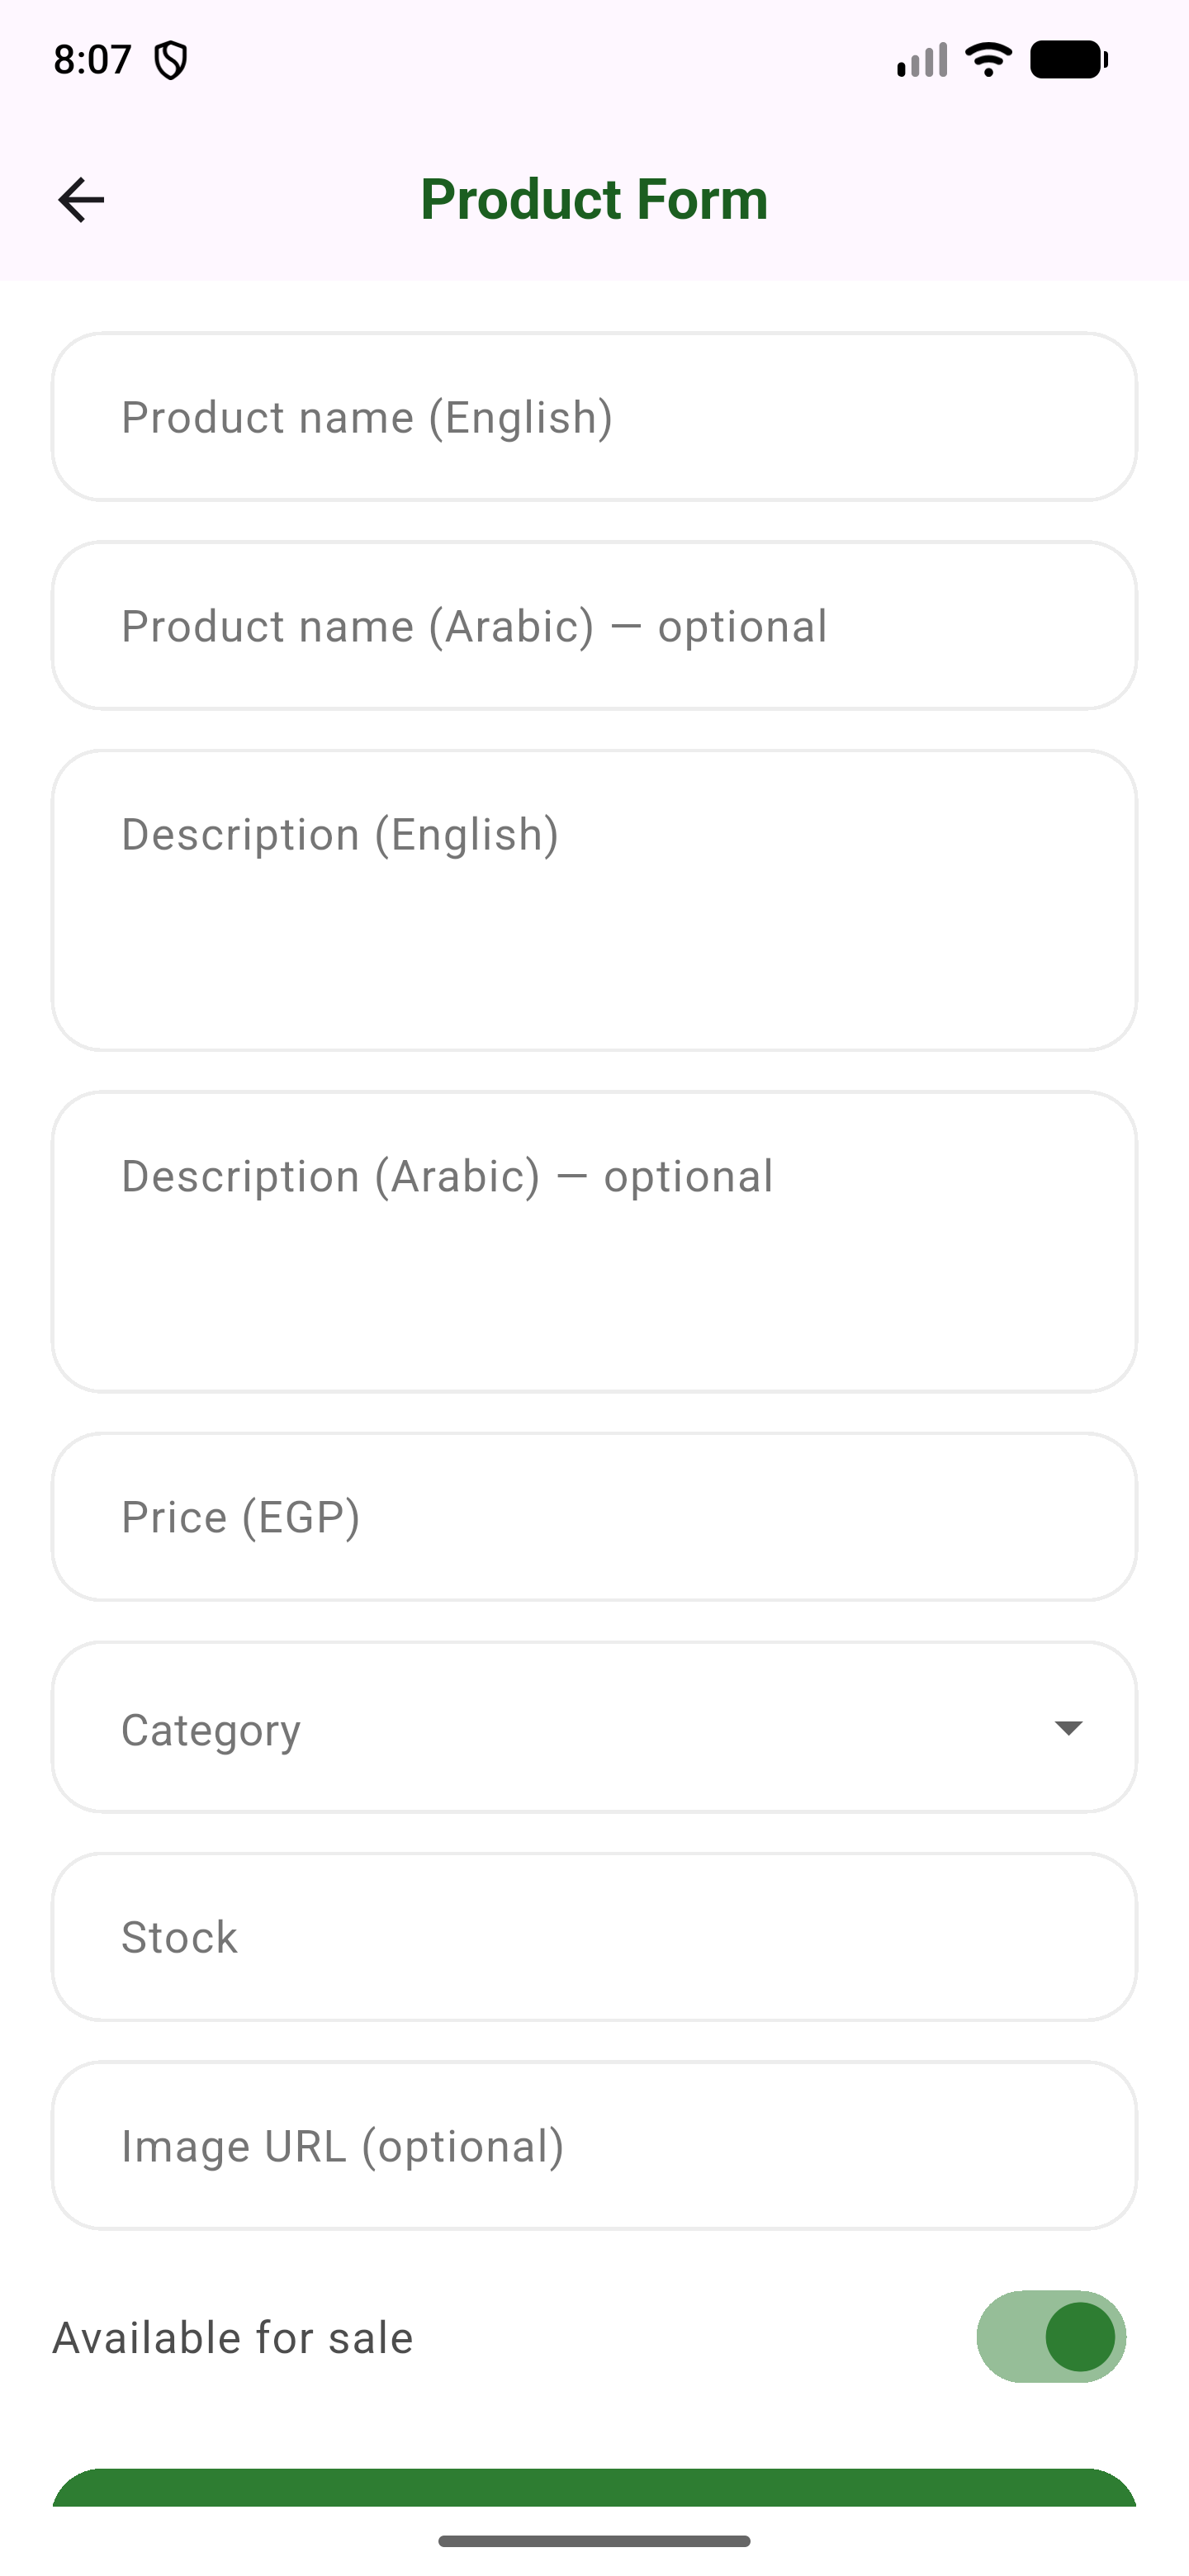 8:07
Product Form
Product name (English)
Product name (Arabic) — optional
Description (English)
Description (Arabic) — optional
Price (EGP)
Category
Stock
Image URL (optional)
Available for sale